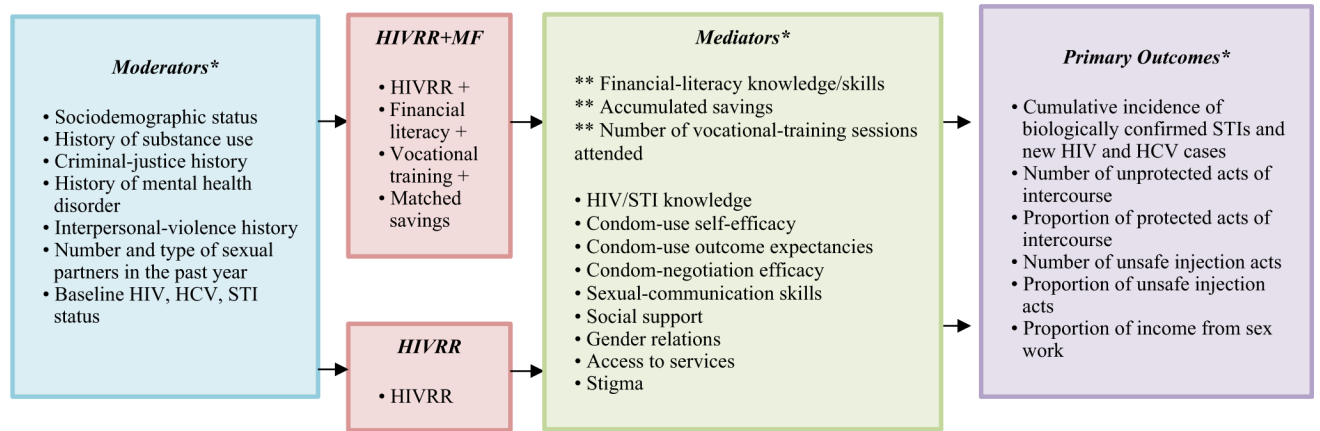 Moderators*
• Sociodemographic status
• History of substance use
• Criminal-justice history
• History of mental health
disorder
• Interpersonal-violence history
• Number and type of sexual
partners in the past year
• Baseline HIV, HCV, STI
status
HIVRR+MF
• HIVRR +
• Financial
literacy +
• Vocational
training +
• Matched
savings
HIVRR
• HIVRR
Mediators*
** Financial-literacy knowledge/skills
** Accumulated savings
** Number of vocational-training sessions
attended
• HIV/STI knowledge
• Condom-use self-efficacy
• Condom-use outcome expectancies
• Condom-negotiation efficacy
• Sexual-communication skills
• Social support
• Gender relations
• Access to services
• Stigma
Primary Outcomes*
• Cumulative incidence of
biologically confirmed STIs and
new HIV and HCV cases
• Number of unprotected acts of
intercourse
• Proportion of protected acts of
intercourse
• Number of unsafe injection acts
• Proportion of unsafe injection
acts
• Proportion of income from sex
work